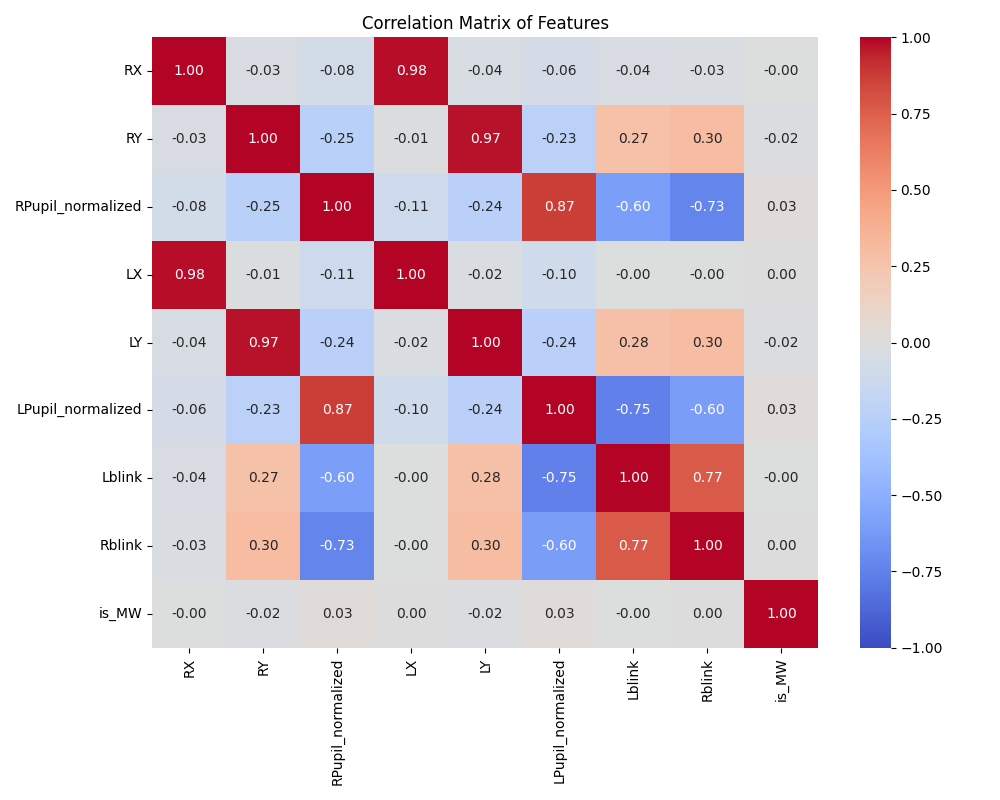 Correlation Matrix of Features
RX 1.00 -0.03 -0.08 0.98 -0.04 -0.06 -0.04 -0.03 -0.00
RY -0.03 1.00 -0.25 -0.01 0.97 -0.23 0.27 0.30 -0.02
RPupil_normalized -0.08 -0.25 1.00 -0.11 -0.24 0.87 -0.60 -0.73 0.03
LX 0.98 -0.01 -0.11 1.00 -0.02 -0.10 -0.00 -0.00 0.00
LY -0.04 0.97 -0.24 -0.02 1.00 -0.24 0.28 0.30 -0.02
LPupil_normalized -0.06 -0.23 0.87 -0.10 -0.24 1.00 -0.75 -0.60 0.03
Lblink -0.04 0.27 -0.60 -0.00 0.28 -0.75 1.00 0.77 -0.00
Rblink -0.03 0.30 -0.73 -0.00 0.30 -0.60 0.77 1.00 0.00
is_MW -0.00 -0.02 0.03 0.00 -0.02 0.03 -0.00 0.00 1.00
RX RY RPupil_normalized LX LY LPupil_normalized Lblink Rblink is_MW
1.00
0.75
0.50
0.25
0.00
−0.25
−0.50
−0.75
−1.00